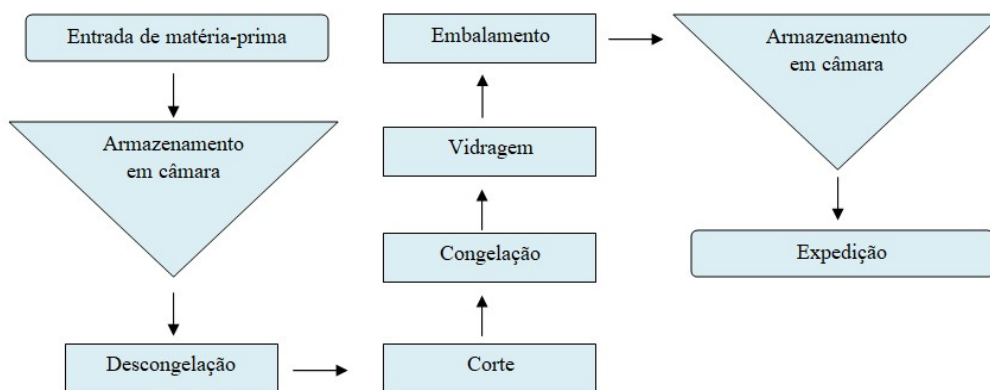 Entrada de matéria-prima
Armazenamento
em câmara
Descongelação
Corte
Congelação
Vidragem
Embalamento
Armazenamento
em câmara
Expedição